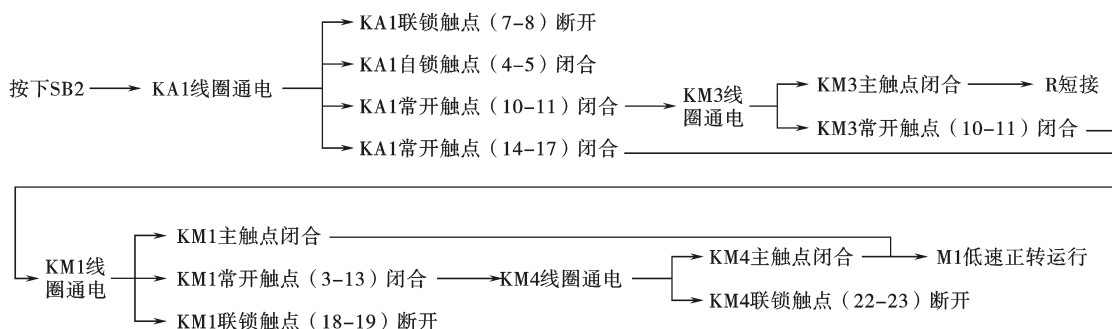 KA1联锁触点（7-8）断开
按下SB2
KA1线圈通电
KA1自锁触点（4-5）闭合
KA1常开触点（10-11）闭合
KA1常开触点（14-17）闭合
KM3线
圈通电
KM3主触点闭合
R短接
KM3常开触点（10-11）闭合
KM1线
圈通电
KM1主触点闭合
KM1常开触点（3-13）闭合
KM1联锁触点（18-19）断开
KM4线圈通电
KM4主触点闭合
KM4联锁触点（22-23）断开
M1低速正转运行